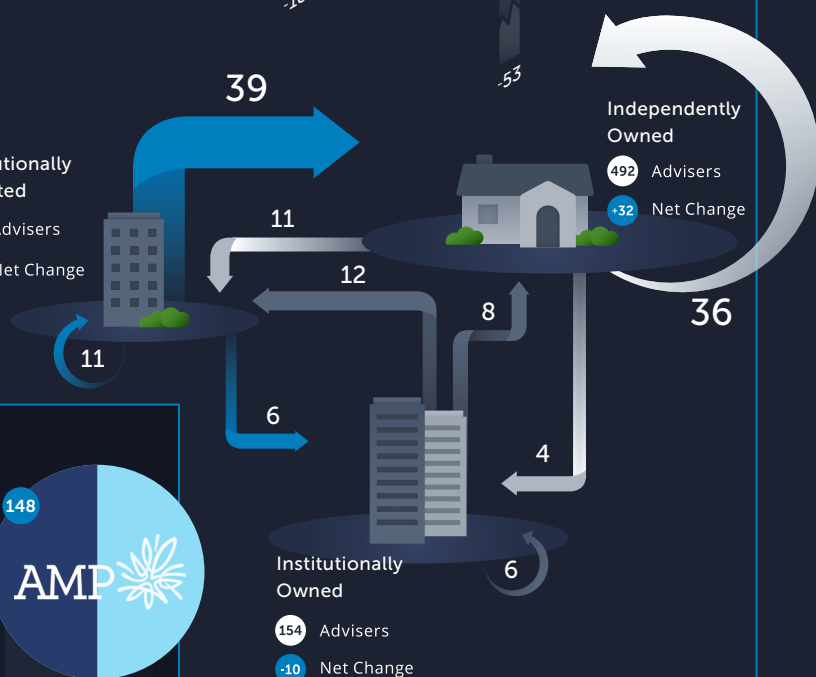 -53
39
Independently
Owned
492 Advisers
+32 Net Change
11
12
8
36
11
6
4
148
AMP
6
Institutionally
Owned
154 Advisers
-10 Net Change